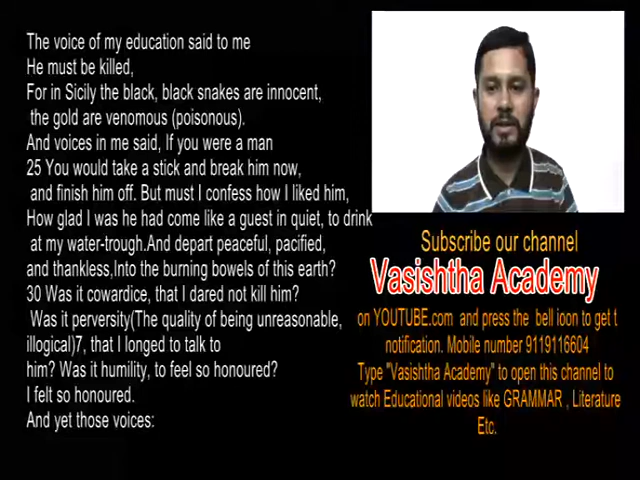 The voice of my education said to me
He must be killed,
For in Sicily the black, black snakes are innocent,
the gold are venomous (poisonous).
And voices in me said, If you were a man
25 You would take a stick and break him now,
and finish him off. But must I confess how I liked him,
How glad I was he had come like a guest in quiet, to drink
at my water-trough.And depart peaceful, pacified,
and thankless,Into the burning bowels of this earth?
30 Was it cowardice, that I dared not kill him?
Was it perversity(The quality of being unreasonable,
illogical)7, that I longed to talk to
him? Was it humility, to feel so honoured?
I felt so honoured.
And yet those voices:
Subscribe our channel
Vasishtha Academy
on YOUTUBE.com and press the bell ioon to get t
notification. Mobile number 9119116604
Type "Vasishtha Academy" to open this channel to
watch Educational videos like GRAMMAR , Literature
Etc.